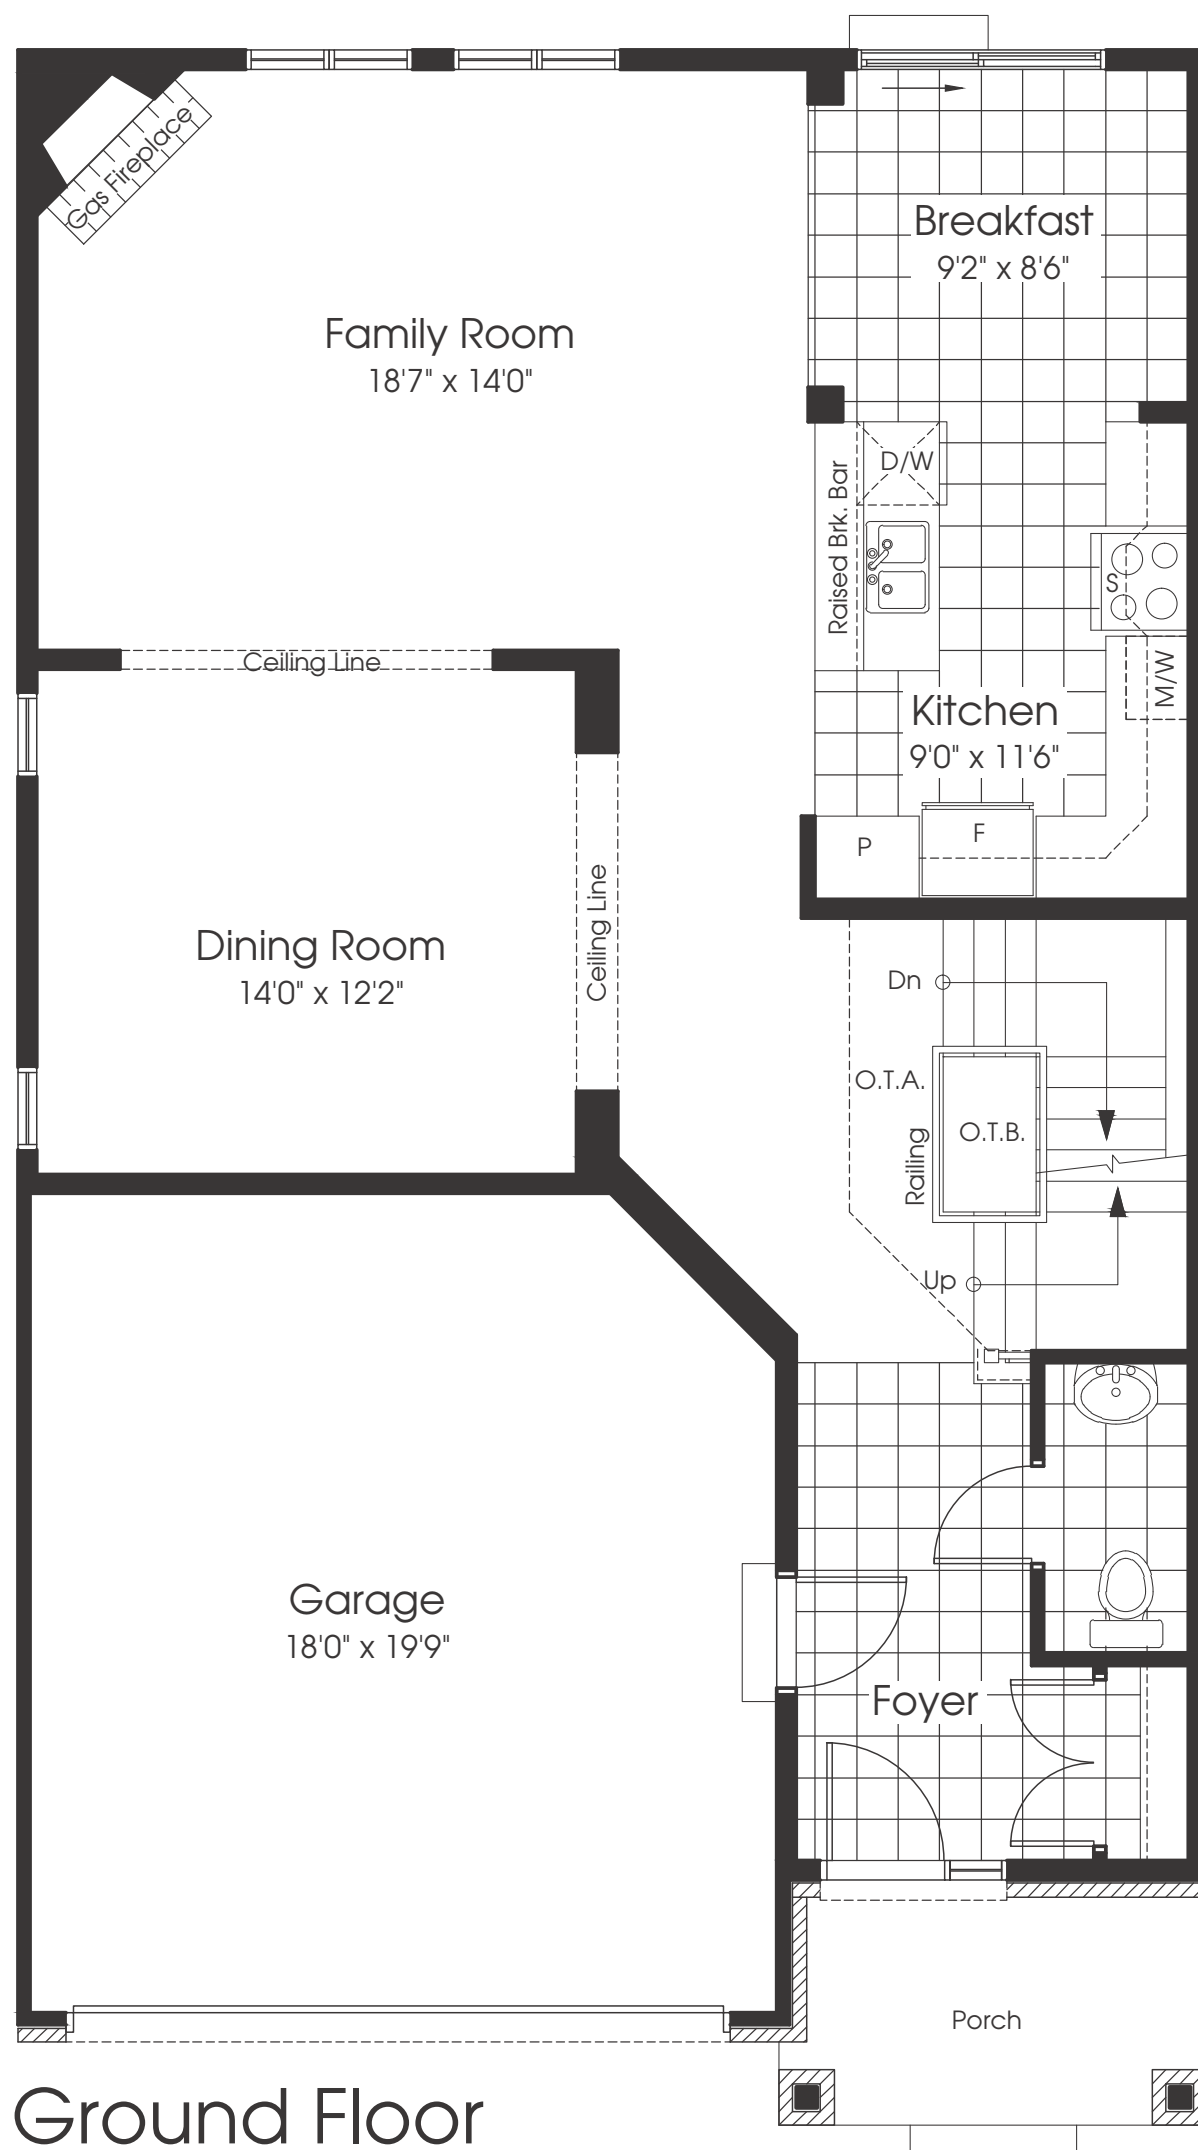 Gas Fireplace
Breakfast
9'2" x 8'6"
Family Room
18'7" x 14'0"
D/W
Raised Brk. Bar
S
M/W
Ceiling Line
Kitchen
9'0" x 11'6"
P
F
Dining Room
14'0" x 12'2"
Ceiling Line
Dn
O.T.A.
O.T.B.
Railing
Up
Garage
18'0" x 19'9"
Foyer
Porch
Ground Floor